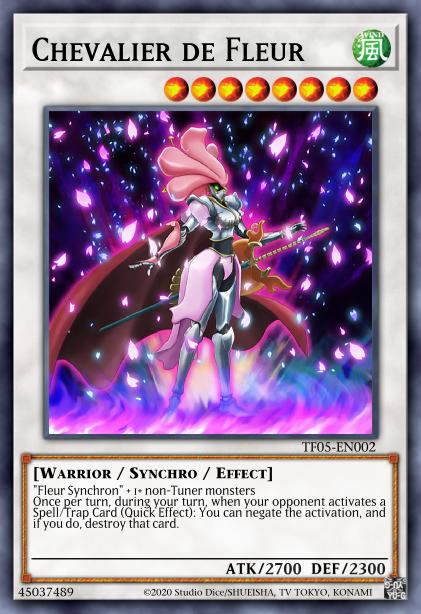 CHEVALIER DE FLEUR
WIND
風
TF05-EN002
[WARRIOR / SYNCHRO / EFFECT]
"Fleur Synchron" + 1+ non-Tuner monsters
Once per turn, during your turn, when your opponent activates a
Spell/Trap Card (Quick Effect): You can negate the activation, and
if you do, destroy that card.
ATK/2700 DEF/2300
45037489
©2020 Studio Dice/SHUEISHA, TV TOKYO, KONAMI